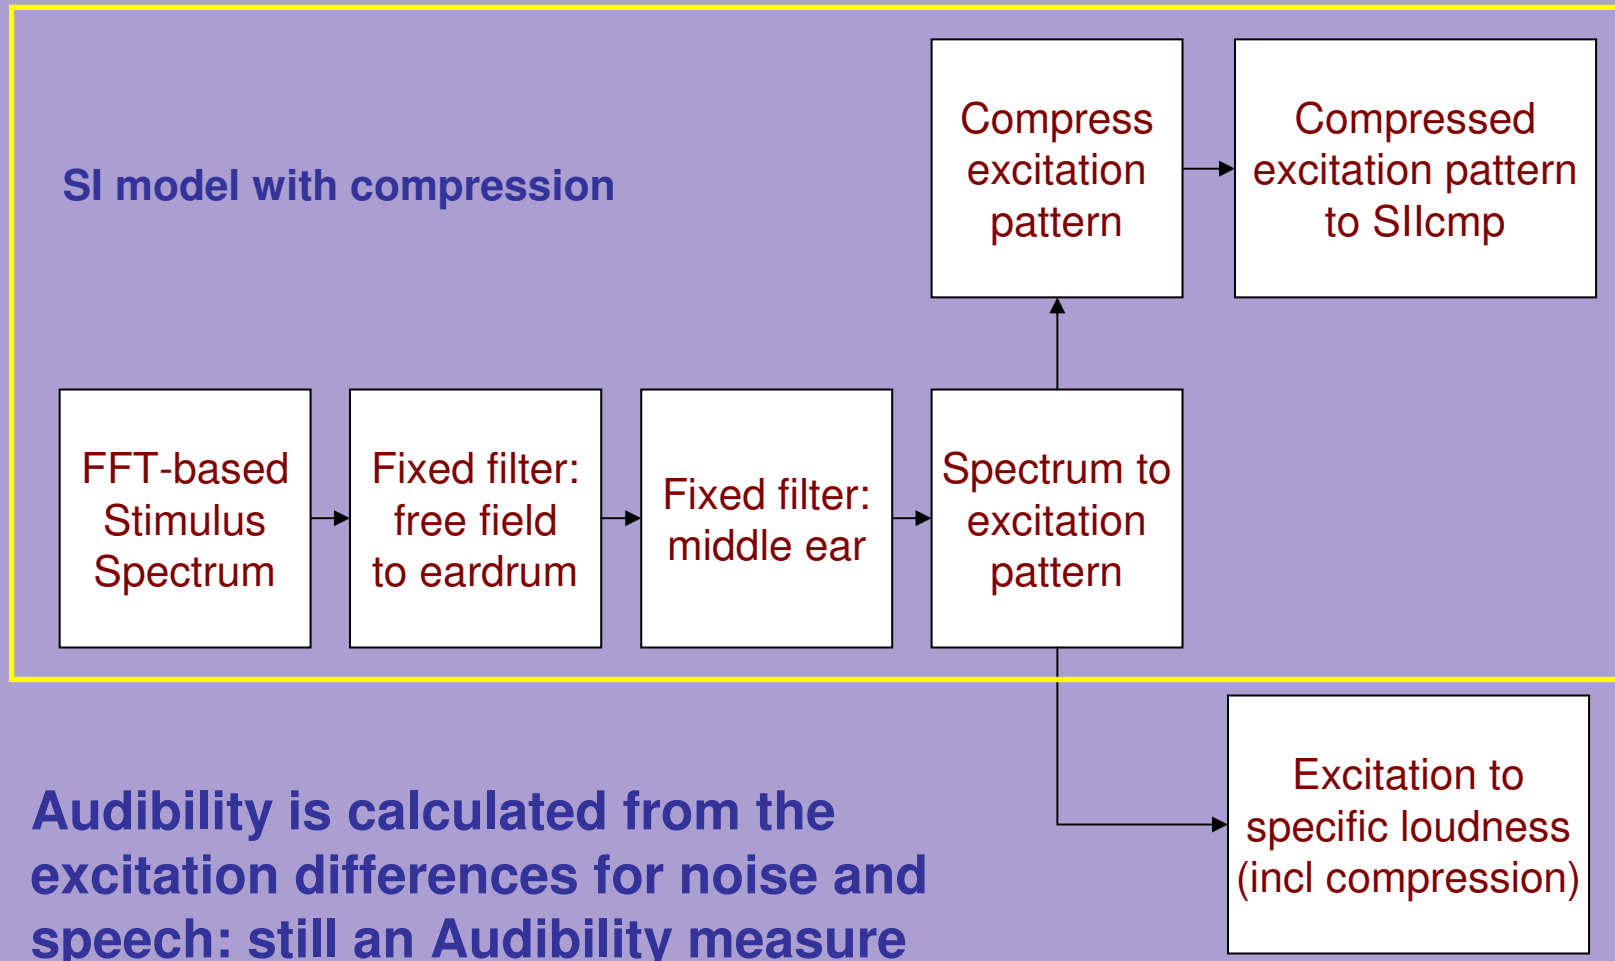 SI model with compression
Compress
excitation
pattern
Compressed
excitation pattern
to SIIcmp
FFT-based
Stimulus
Spectrum
Fixed filter:
free field
to eardrum
Fixed filter:
middle ear
Spectrum to
excitation
pattern
Excitation to
specific loudness
(incl compression)
Audibility is calculated from the
excitation differences for noise and
speech: still an Audibility measure